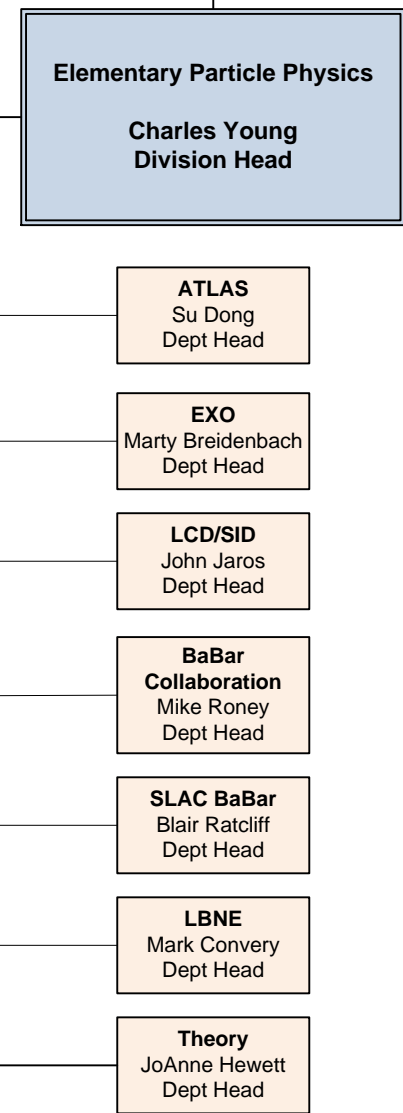 Elementary Particle Physics
Charles Young
Division Head
ATLAS
Su Dong
Dept Head
EXO
Marty Breidenbach
Dept Head
LCD/SID
John Jaros
Dept Head
BaBar
Collaboration
Mike Roney
Dept Head
SLAC BaBar
Blair Ratcliff
Dept Head
LBNE
Mark Convery
Dept Head
Theory
JoAnne Hewett
Dept Head